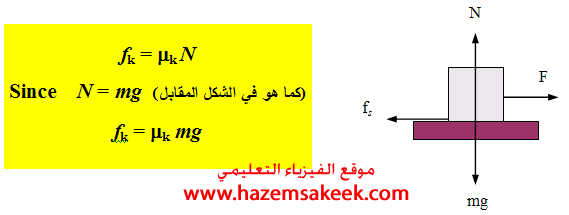 fk = μk N
Since N = mg (كما هو في الشكل المقابل)
fk = μk mg
N
F
fs
mg
موقع الفيزياء التعليمي
www.hazemsakeek.com